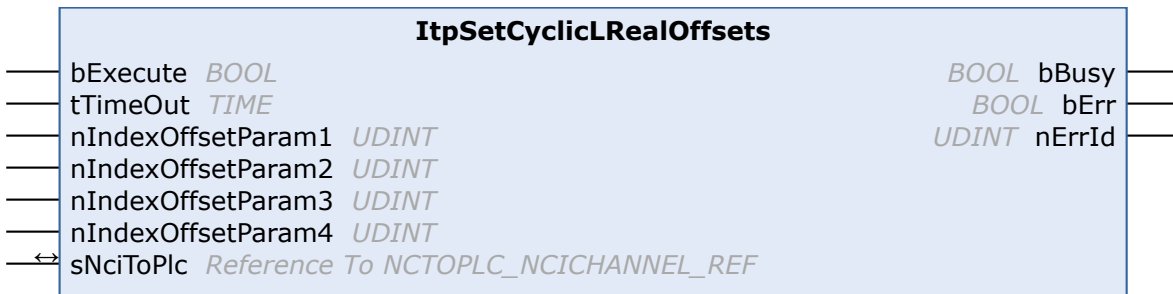 ItpSetCyclicLRealOffsets
bExecute BOOL BOOL bBusy
tTimeOut TIME BOOL bErr
nIndexOffsetParam1 UDINT UDINT nErrId
nIndexOffsetParam2 UDINT
nIndexOffsetParam3 UDINT
nIndexOffsetParam4 UDINT
↔ sNciToPlc Reference To NCTOPLC_NCICHANNEL_REF